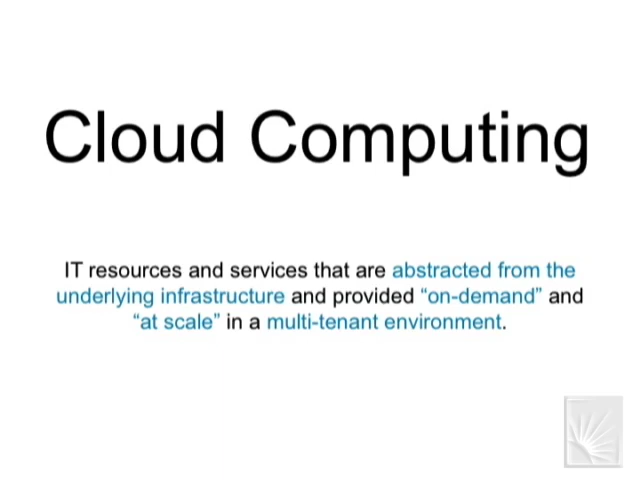 Cloud Computing
IT resources and services that are abstracted from the
underlying infrastructure and provided “on-demand” and
“at scale” in a multi-tenant environment.